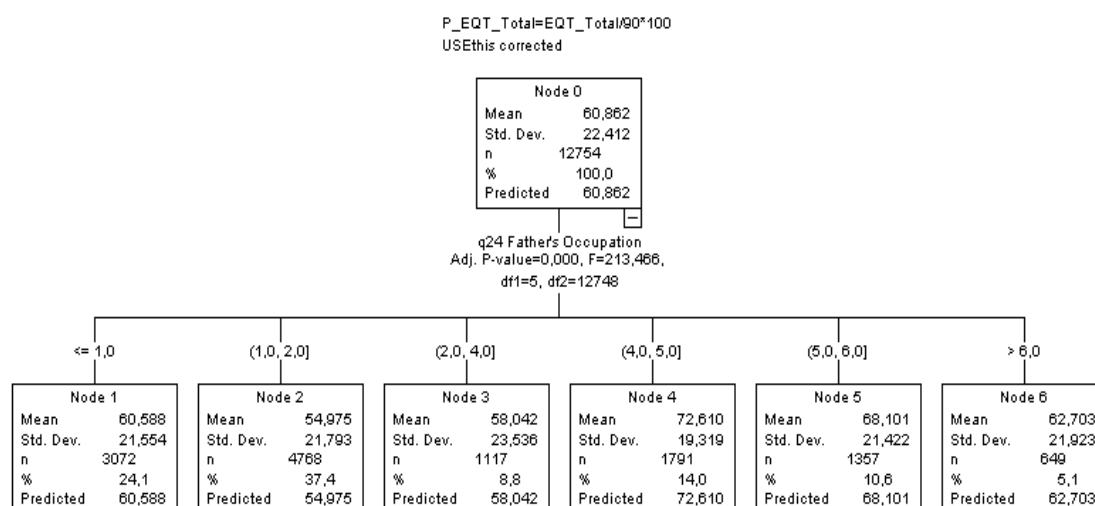 P_EQT_Total=EQT_Total/90*100
USEthis corrected
Node 0
Mean 60,862
Std. Dev. 22,412
n 12754
% 100,0
Predicted 60,862
q24 Father's Occupation
Adj. P-value=0,000, F=213,466,
df1=5, df2=12748
<= 1,0 (1,0, 2,0] (2,0, 4,0] (4,0, 5,0] (5,0, 6,0] > 6,0
Node 1
Mean 60,588
Std. Dev. 21,554
n 3072
% 24,1
Predicted 60,588
Node 2
Mean 54,975
Std. Dev. 21,793
n 4768
% 37,4
Predicted 54,975
Node 3
Mean 58,042
Std. Dev. 23,536
n 1117
% 8,8
Predicted 58,042
Node 4
Mean 72,610
Std. Dev. 19,319
n 1791
% 14,0
Predicted 72,610
Node 5
Mean 68,101
Std. Dev. 21,422
n 1357
% 10,6
Predicted 68,101
Node 6
Mean 62,703
Std. Dev. 21,923
n 649
% 5,1
Predicted 62,703